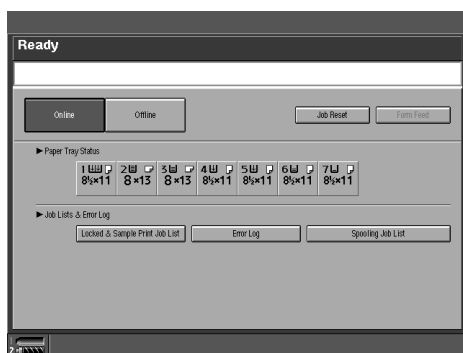 Ready
Online Offline Job Reset Form Feed
▶ Paper Tray Status
1 2 3 4 5 6 7
8½×11 8×13 8×13 8½×11 8½×11 8½×11 8½×11
▶ Job Lists & Error Log
Locked & Sample Print Job List Error Log Spooling Job List